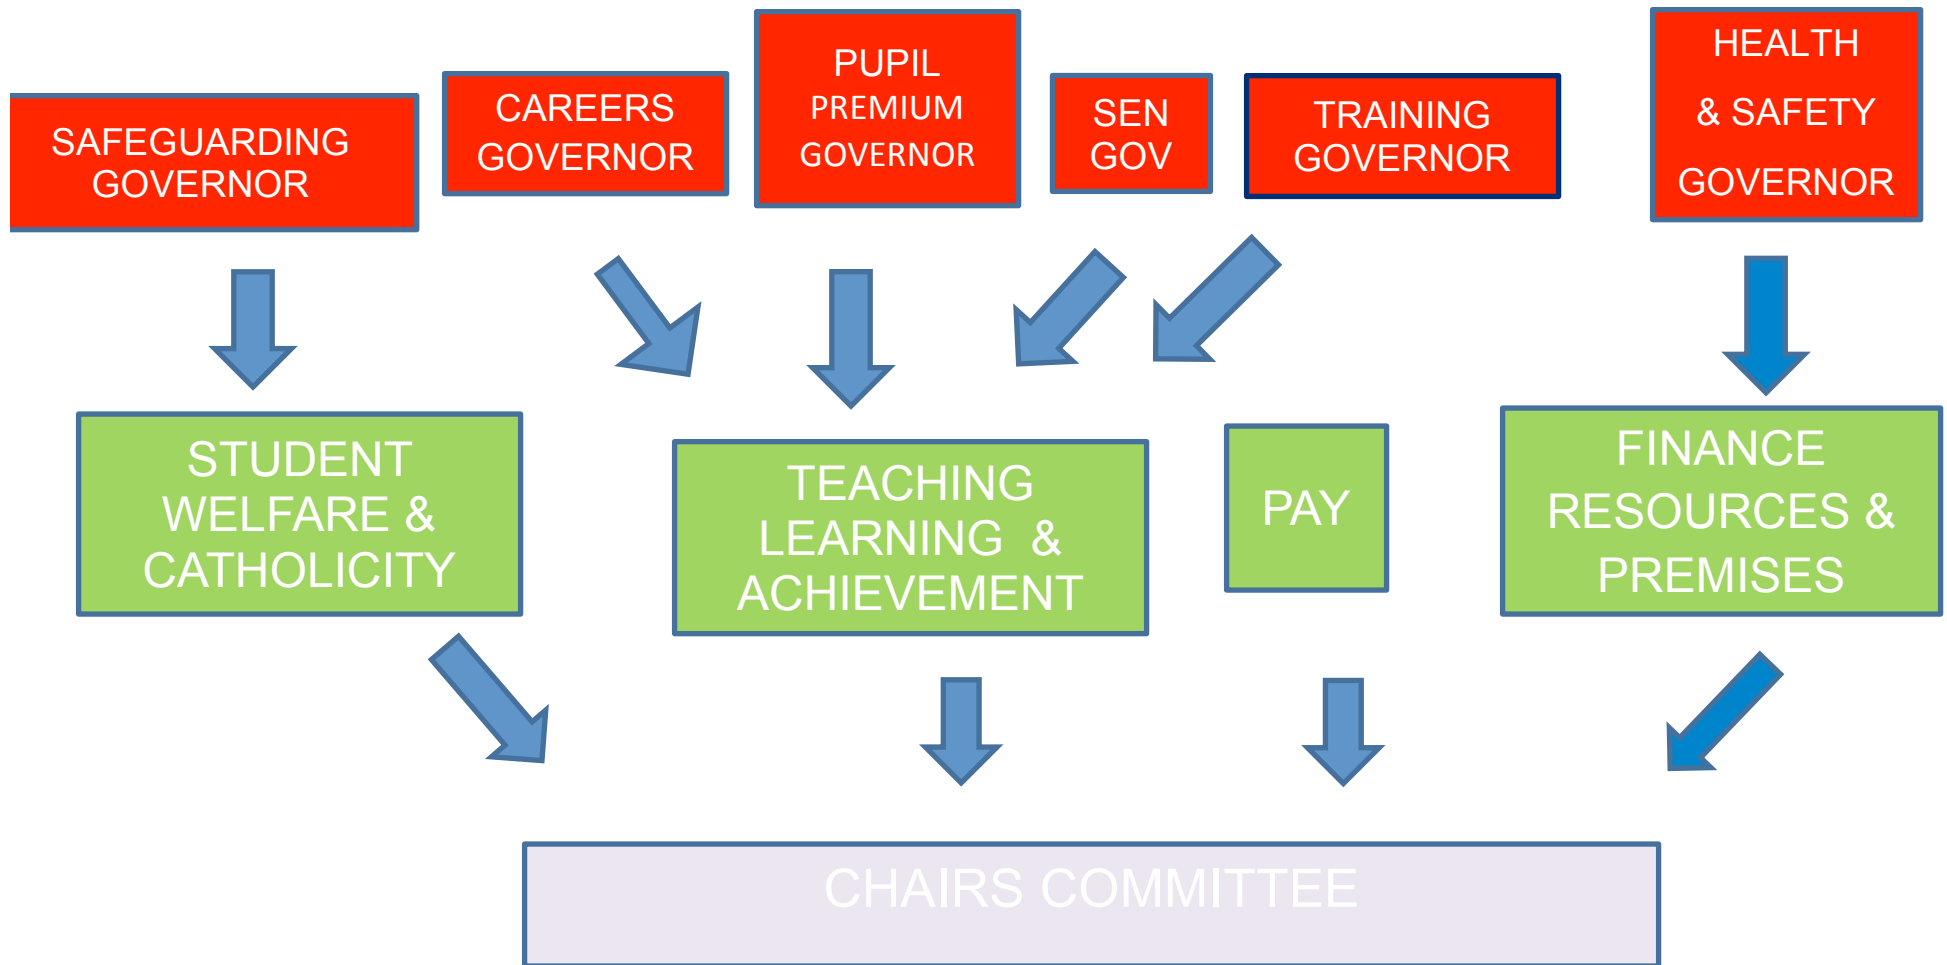 SAFEGUARDING
GOVERNOR
CAREERS
GOVERNOR
PUPIL
PREMIUM
GOVERNOR
SEN
GOV
TRAINING
GOVERNOR
HEALTH
& SAFETY
GOVERNOR
STUDENT
WELFARE &
CATHOLICITY
TEACHING
LEARNING &
ACHIEVEMENT
PAY
FINANCE
RESOURCES &
PREMISES
CHAIRS COMMITTEE